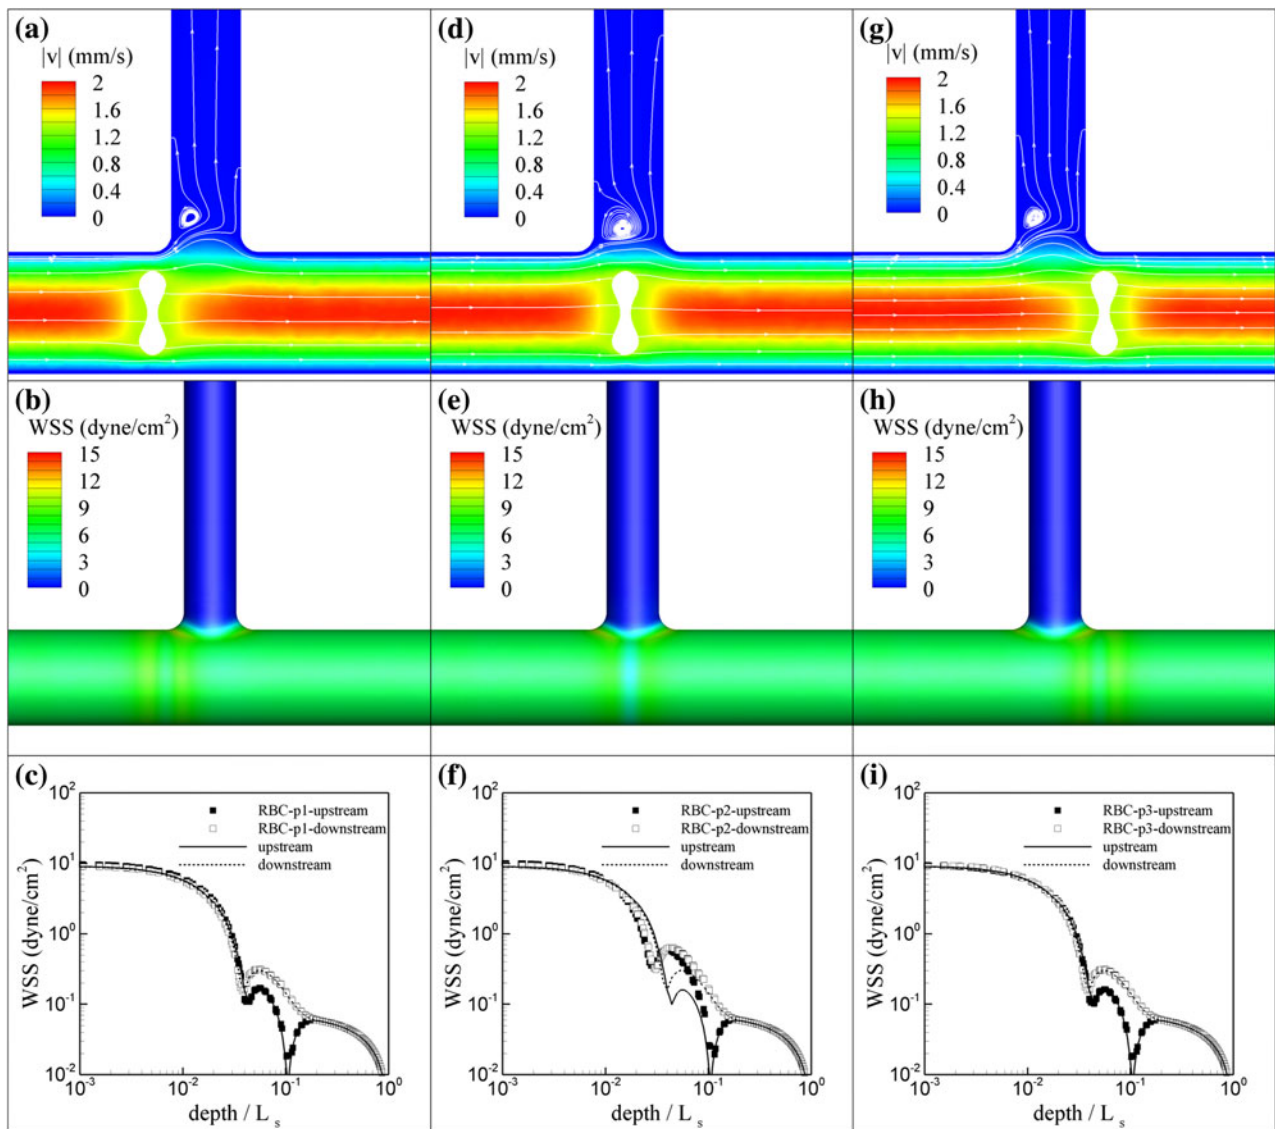 (a)
|v| (mm/s)
2
1.6
1.2
0.8
0.4
0
(d)
|v| (mm/s)
2
1.6
1.2
0.8
0.4
0
(g)
|v| (mm/s)
2
1.6
1.2
0.8
0.4
0
(b)
WSS (dyne/cm²)
15
12
9
6
3
0
(e)
WSS (dyne/cm²)
15
12
9
6
3
0
(h)
WSS (dyne/cm²)
15
12
9
6
3
0
(c)
10²
10¹
10⁰
10⁻¹
10⁻²
WSS (dyne/cm²)
RBC-p1-upstream
RBC-p1-downstream
upstream
downstream
10⁻³ 10⁻² 10⁻¹ 10⁰
depth / Lₛ
(f)
10²
10¹
10⁰
10⁻¹
10⁻²
WSS (dyne/cm²)
RBC-p2-upstream
RBC-p2-downstream
upstream
downstream
10⁻³ 10⁻² 10⁻¹ 10⁰
depth / Lₛ
(i)
10²
10¹
10⁰
10⁻¹
10⁻²
WSS (dyne/cm²)
RBC-p3-upstream
RBC-p3-downstream
upstream
downstream
10⁻³ 10⁻² 10⁻¹ 10⁰
depth / Lₛ